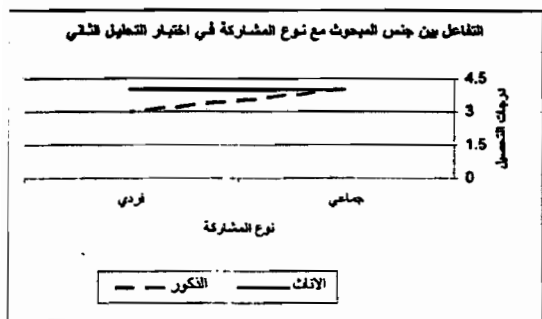 التفاعل بين جنس المبحوث مع نوع المشاركة في اختبار التحليل الثاني
4.5
3
1.5
0
درجات التحصيل
جماعي
فردي
نوع المشاركة
الاناث
الذكور